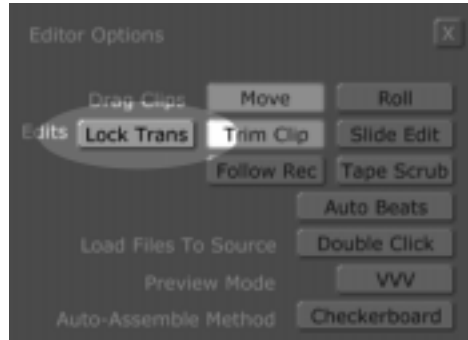 Editor Options X
Drag Clips Move Roll
Edits Lock Trans Trim Clip Slide Edit
Follow Rec Tape Scrub
Auto Beats
Load Files To Source Double Click
Preview Mode VVV
Auto-Assemble Method Checkerboard